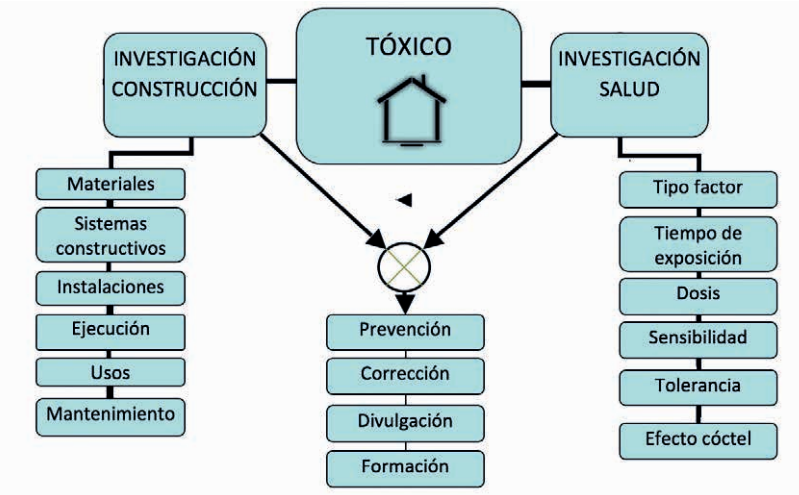 TÓXICO
INVESTIGACIÓN
CONSTRUCCIÓN
INVESTIGACIÓN
SALUD
Materiales
Sistemas
constructivos
Instalaciones
Ejecución
Usos
Mantenimiento
Prevención
Corrección
Divulgación
Formación
Tipo factor
Tiempo de
exposición
Dosis
Sensibilidad
Tolerancia
Efecto cóctel